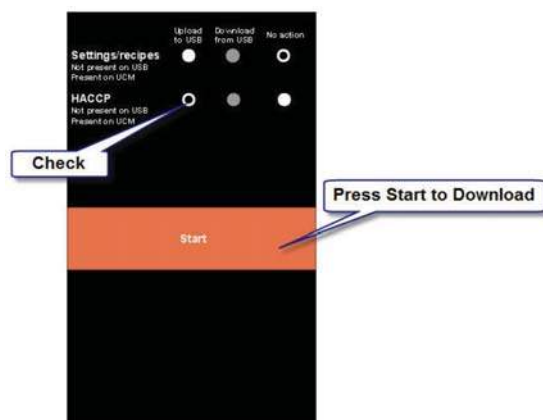 Upload to USB
Download from USB
No action
Settings/recipes
Not present on USB
Present on UCM
HACCP
Not present on USB
Present on UCM
Check
Press Start to Download
Start